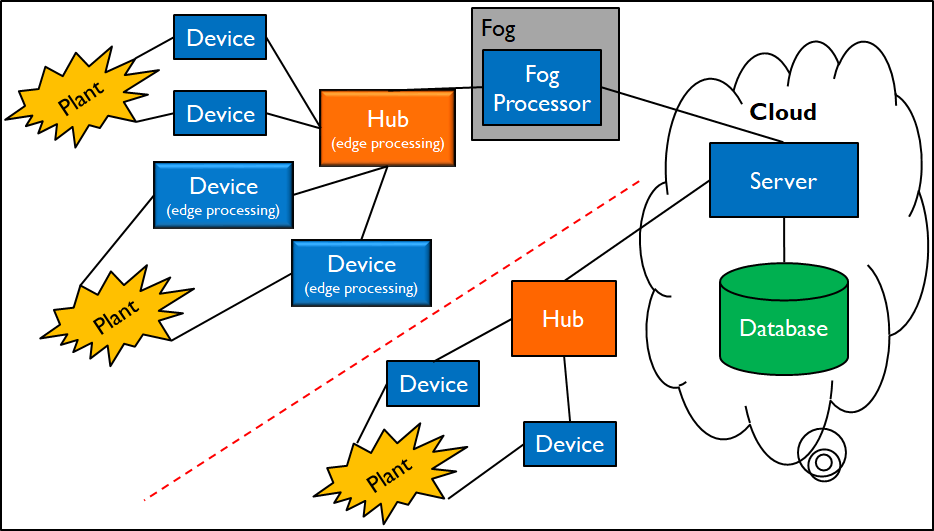 Device
Plant
Device
Hub
(edge processing)
Fog
Fog
Processor
Cloud
Server
Database
Device
(edge processing)
Device
(edge processing)
Plant
Hub
Device
Device
Plant